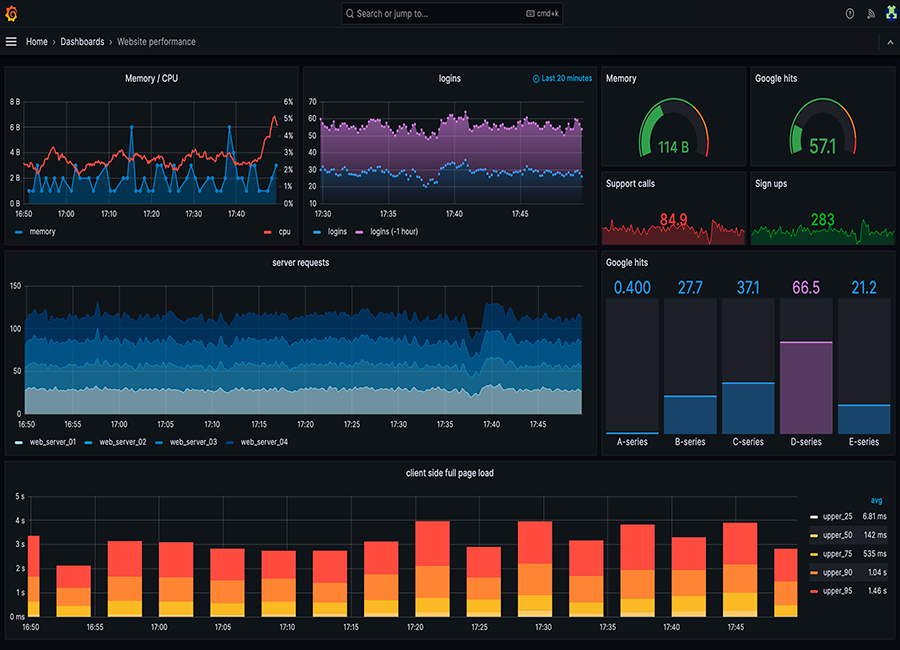 Search or jump to... cmd+k
Home › Dashboards › Website performance
Memory / CPU
8 B
6 B
4 B
2 B
0 B
6%
5%
4%
3%
2%
1%
0%
16:50 17:00 17:10 17:20 17:30 17:40
memory cpu
logins
Last 20 minutes
70
60
50
40
30
20
10
17:30 17:35 17:40 17:45
logins logins (-1 hour)
Memory
114 B
Google hits
57.1
Support calls
84.9
Sign ups
283
server requests
150
100
50
0
16:50 16:55 17:00 17:05 17:10 17:15 17:20 17:25 17:30 17:35 17:40 17:45
web_server_01 web_server_02 web_server_03 web_server_04
Google hits
0.400 27.7 37.1 66.5 21.2
A-series B-series C-series D-series E-series
client side full page load
5 s
4 s
3 s
2 s
1 s
0 ms
16:50 16:55 17:00 17:05 17:10 17:15 17:20 17:25 17:30 17:35 17:40 17:45
avg
upper_25 6.81 ms
upper_50 142 ms
upper_75 535 ms
upper_90 1.04 s
upper_95 1.46 s